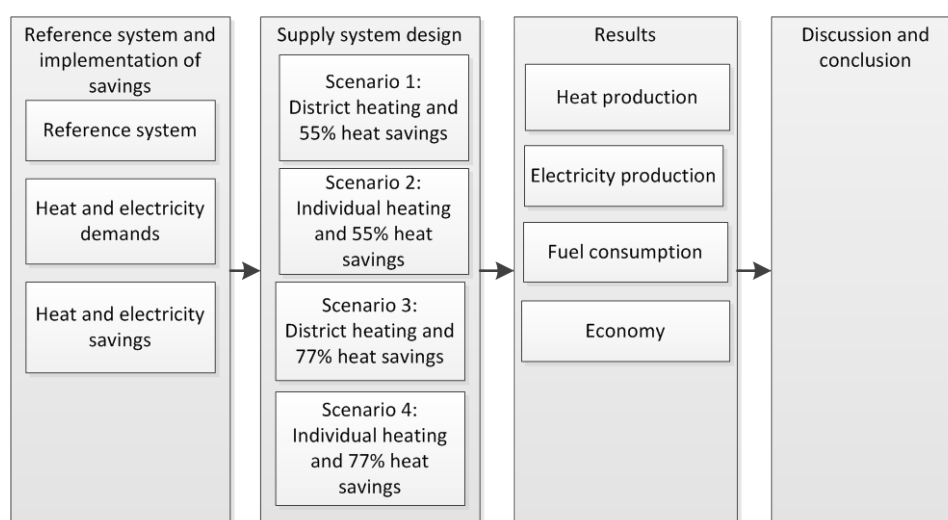 Reference system and
implementation of
savings
Reference system
Heat and electricity
demands
Heat and electricity
savings
Supply system design
Scenario 1:
District heating and
55% heat savings
Scenario 2:
Individual heating
and 55% heat
savings
Scenario 3:
District heating and
77% heat savings
Scenario 4:
Individual heating
and 77% heat
savings
Results
Heat production
Electricity production
Fuel consumption
Economy
Discussion and
conclusion